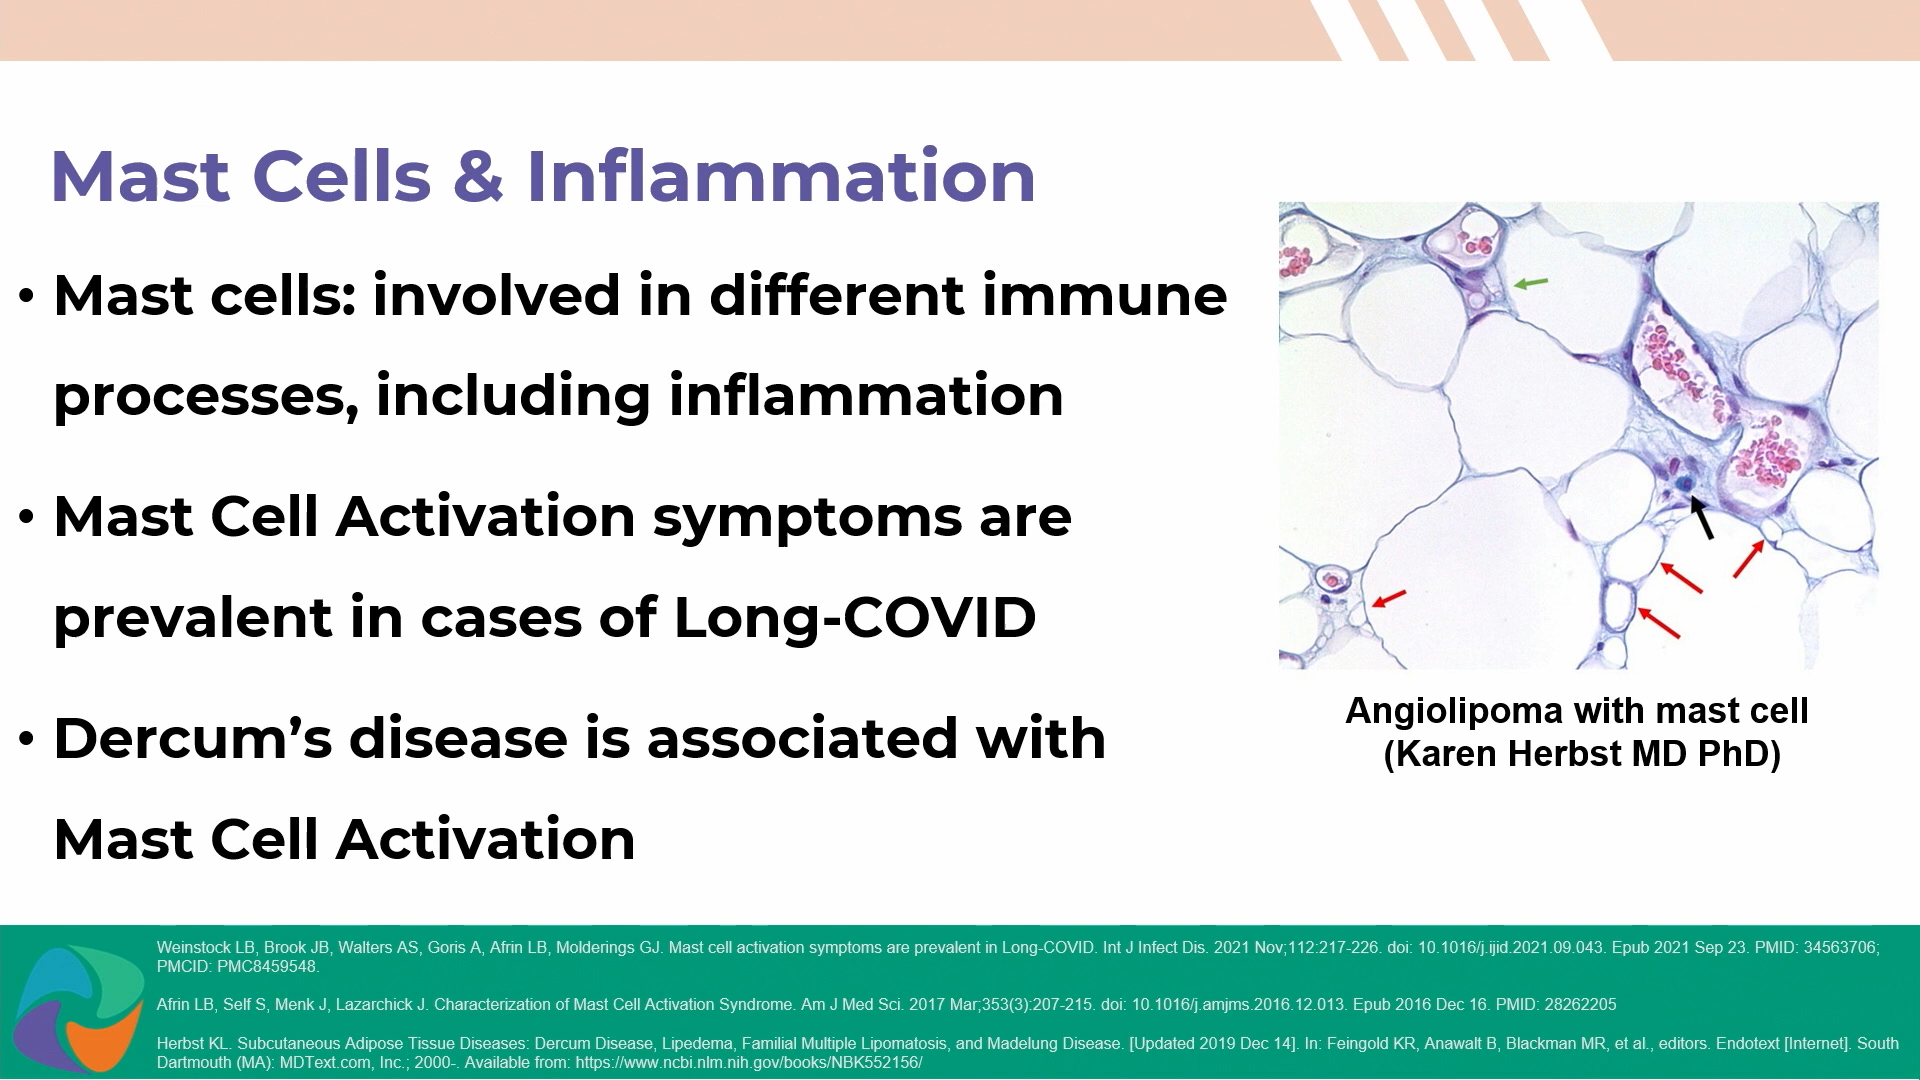 Mast Cells & Inflammation
• Mast cells: involved in different immune
processes, including inflammation
• Mast Cell Activation symptoms are
prevalent in cases of Long-COVID
• Dercum’s disease is associated with
Mast Cell Activation
Angiolipoma with mast cell
(Karen Herbst MD PhD)
Weinstock LB, Brook JB, Walters AS, Goris A, Afrin LB, Molderings GJ. Mast cell activation symptoms are prevalent in Long-COVID. Int J Infect Dis. 2021 Nov;112:217-226. doi: 10.1016/j.ijid.2021.09.043. Epub 2021 Sep 23. PMID: 34563706;
PMCID: PMC8459548.
Afrin LB, Self S, Menk J, Lazarchick J. Characterization of Mast Cell Activation Syndrome. Am J Med Sci. 2017 Mar;353(3):207-215. doi: 10.1016/j.amjms.2016.12.013. Epub 2016 Dec 16. PMID: 28262205
Herbst KL. Subcutaneous Adipose Tissue Diseases: Dercum Disease, Lipedema, Familial Multiple Lipomatosis, and Madelung Disease. [Updated 2019 Dec 14]. In: Feingold KR, Anawalt B, Blackman MR, et al., editors. Endotext [Internet]. South
Dartmouth (MA): MDText.com, Inc.; 2000-. Available from: https://www.ncbi.nlm.nih.gov/books/NBK552156/